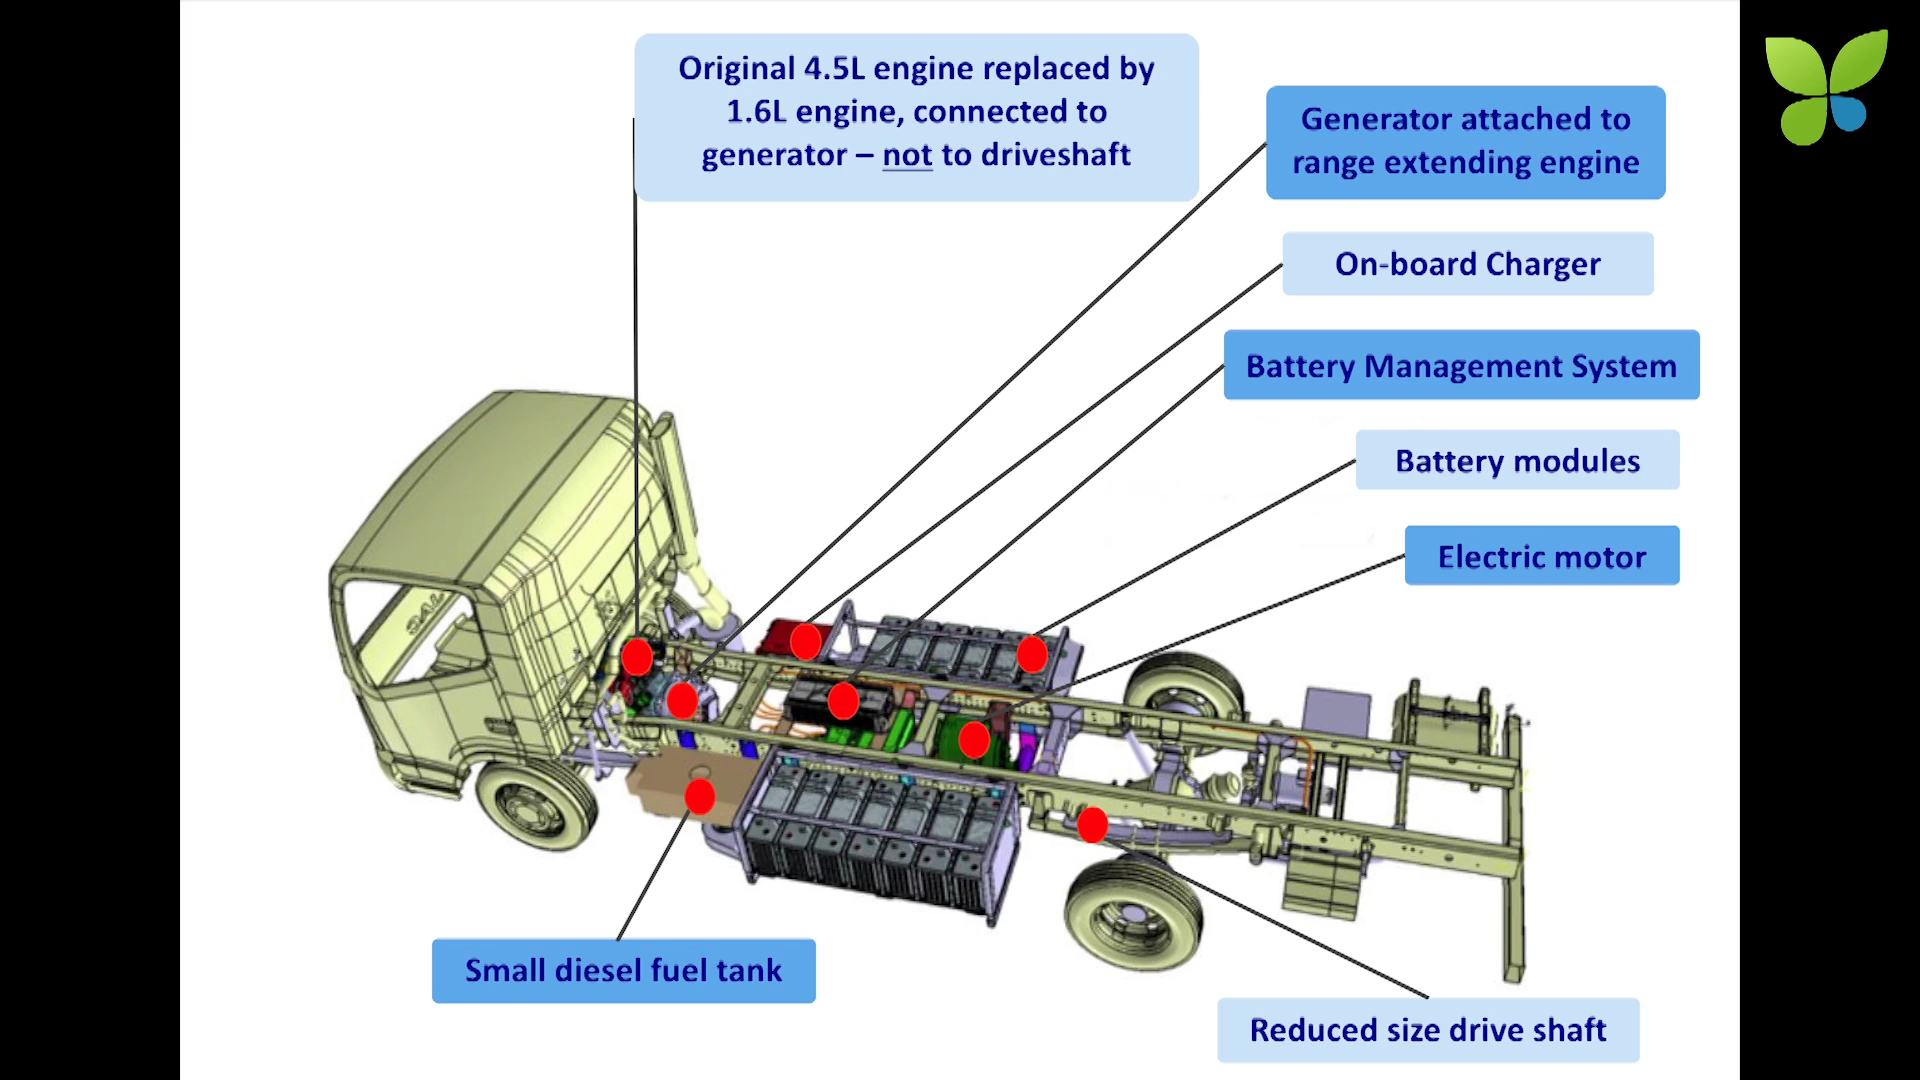 Original 4.5L engine replaced by
1.6L engine, connected to
generator – not to driveshaft
Generator attached to
range extending engine
On-board Charger
Battery Management System
Battery modules
Electric motor
Small diesel fuel tank
Reduced size drive shaft